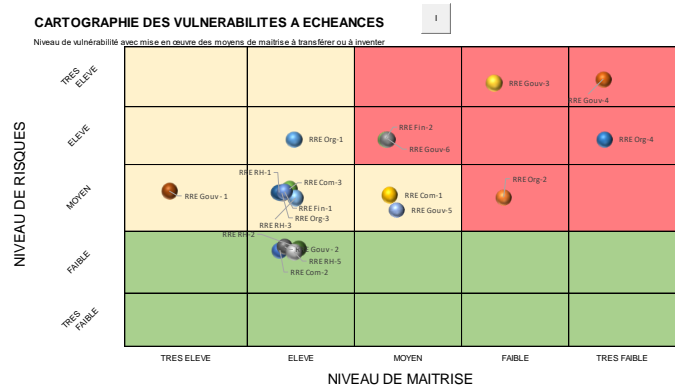 CARTOGRAPHIE DES VULNERABILITES A ECHEANCES
I
Niveau de vulnérabilité avec mise en œuvre des moyens de maitrise à transférer ou à inventer
TRES
ELEVE
RRE Gouv-3
RRE Gouv-4
ELEVE
RRE Org-1
RRE Fin-2
RRE Gouv-6
RRE Org-4
NIVEAU DE RISQUES
MOYEN
RRE RH-1
RRE Com-3
RRE Org-2
RRE Gouv - 1
RRE Com-1
RRE Fin-1
RRE Gouv-5
RRE Org-3
RRE RH-3
FAIBLE
RRE RH-2
RRE Gouv - 2
RRE RH-5
RRE Com-2
TRES
FAIBLE
TRES ELEVE
ELEVE
MOYEN
FAIBLE
TRES FAIBLE
NIVEAU DE MAITRISE